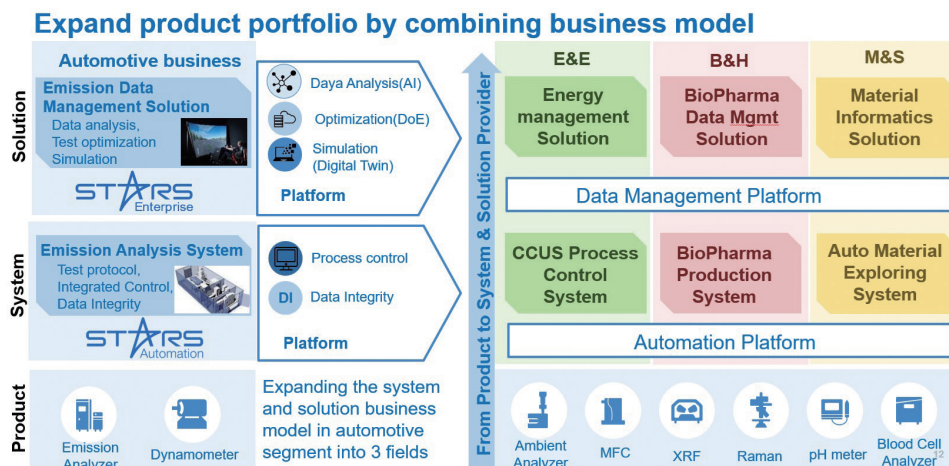 Expand product portfolio by combining business model
Solution
Automotive business
Emission Data
Management Solution
Data analysis,
Test optimization
Simulation
STARS
Enterprise
Daya Analysis(AI)
Optimization(DoE)
Simulation
(Digital Twin)
Platform
System
Emission Analysis System
Test protocol,
Integrated Control,
Data Integrity
STARS
Automation
Process control
DI
Data Integrity
Platform
Product
Emission
Analyzer
Dynamometer
Expanding the system
and solution business
model in automotive
segment into 3 fields
From Product to System & Solution Provider
E&E
B&H
M&S
Energy
management
Solution
BioPharma
Data Mgmt
Solution
Material
Informatics
Solution
Data Management Platform
CCUS Process
Control
System
BioPharma
Production
System
Auto Material
Exploring
System
Automation Platform
Ambient
Analyzer
MFC
XRF
Raman
pH meter
Blood Cell
Analyzer
12